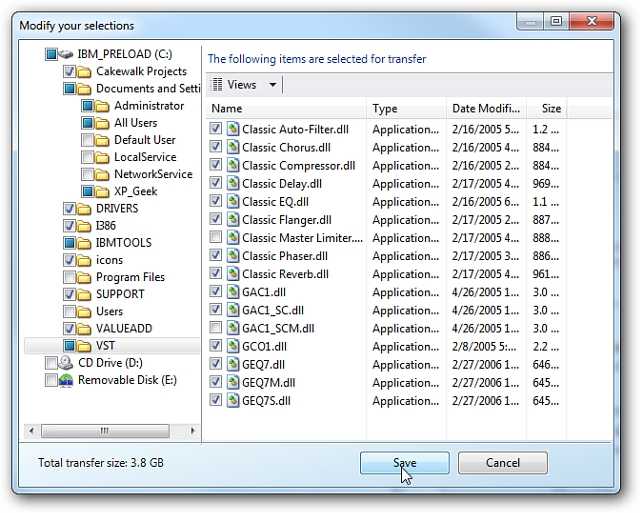 Modify your selections
IBM_PRELOAD (C:)
Cakewalk Projects
Documents and Setti
Administrator
All Users
Default User
LocalService
NetworkService
XP_Geek
DRIVERS
I386
IBMTOOLS
icons
Program Files
SUPPORT
Users
VALUEADD
VST
CD Drive (D:)
Removable Disk (E:)
The following items are selected for transfer
Views
Name Type Date Modifi... Size
Classic Auto-Filter.dll Application... 2/16/2005 5... 1.2 ...
Classic Chorus.dll Application... 2/16/2005 4... 884...
Classic Compressor.dll Application... 2/16/2005 2... 884...
Classic Delay.dll Application... 2/17/2005 4... 969...
Classic EQ.dll Application... 2/16/2005 6... 1.1 ...
Classic Flanger.dll Application... 2/17/2005 2... 887...
Classic Master Limiter.... Application... 2/17/2005 4... 888...
Classic Phaser.dll Application... 2/17/2005 3... 886...
Classic Reverb.dll Application... 2/17/2005 4... 961...
GAC1.dll Application... 4/26/2005 1... 3.0 ...
GAC1_SC.dll Application... 4/26/2005 1... 3.0 ...
GAC1_SCM.dll Application... 4/26/2005 1... 3.0 ...
GCO1.dll Application... 2/8/2005 5:... 2.2 ...
GEQ7.dll Application... 2/27/2006 1... 646...
GEQ7M.dll Application... 2/27/2006 1... 645...
GEQ7S.dll Application... 2/27/2006 1... 645...
Total transfer size: 3.8 GB
Save
Cancel